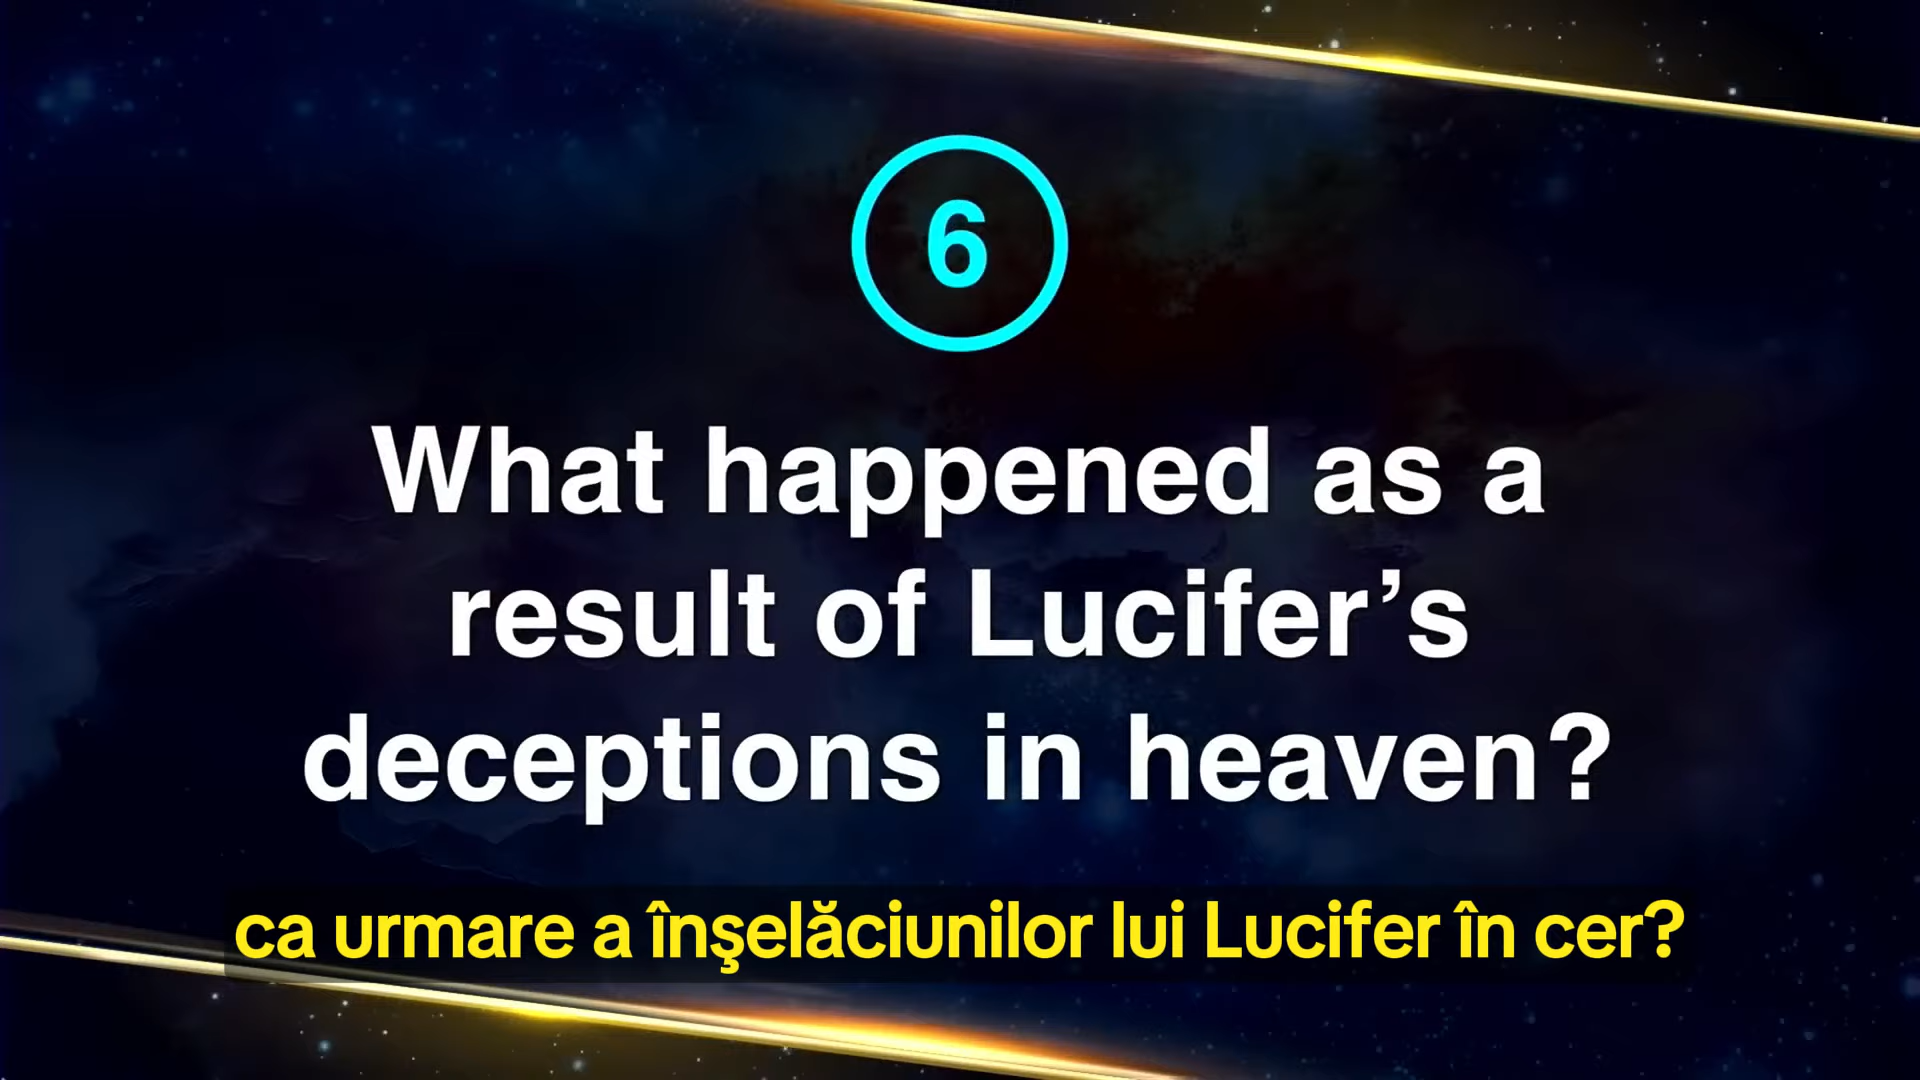 6
What happened as a
result of Lucifer’s
deceptions in heaven?
ca urmare a înşelăciunilor lui Lucifer în cer?